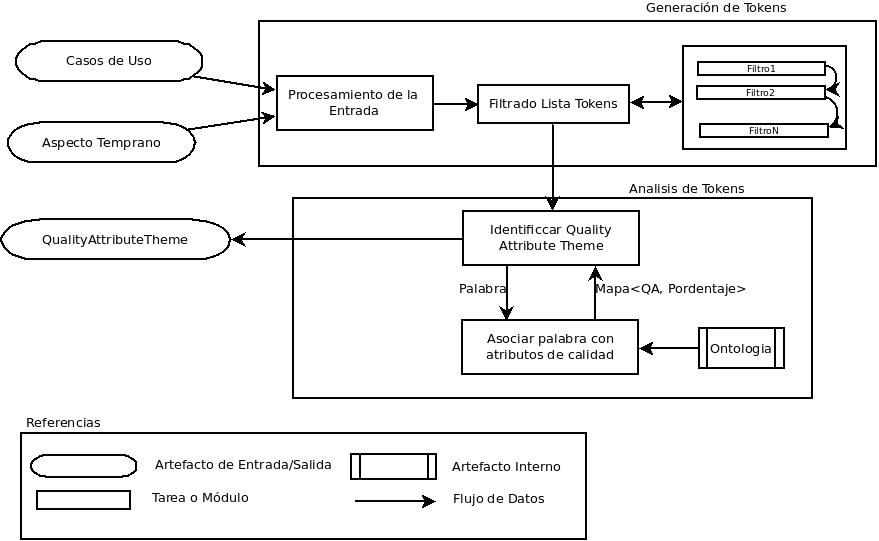 Generación de Tokens
Casos de Uso
Aspecto Temprano
Procesamiento de la
Entrada
Filtrado Lista Tokens
Filtro1
Filtro2
FiltroN
Analisis de Tokens
QualityAttributeTheme
Identificcar Quality
Attribute Theme
Palabra
Mapa<QA, Pordentaje>
Asociar palabra con
atributos de calidad
Ontologia
Referencias
Artefacto de Entrada/Salida
Artefacto Interno
Tarea o Módulo
Flujo de Datos